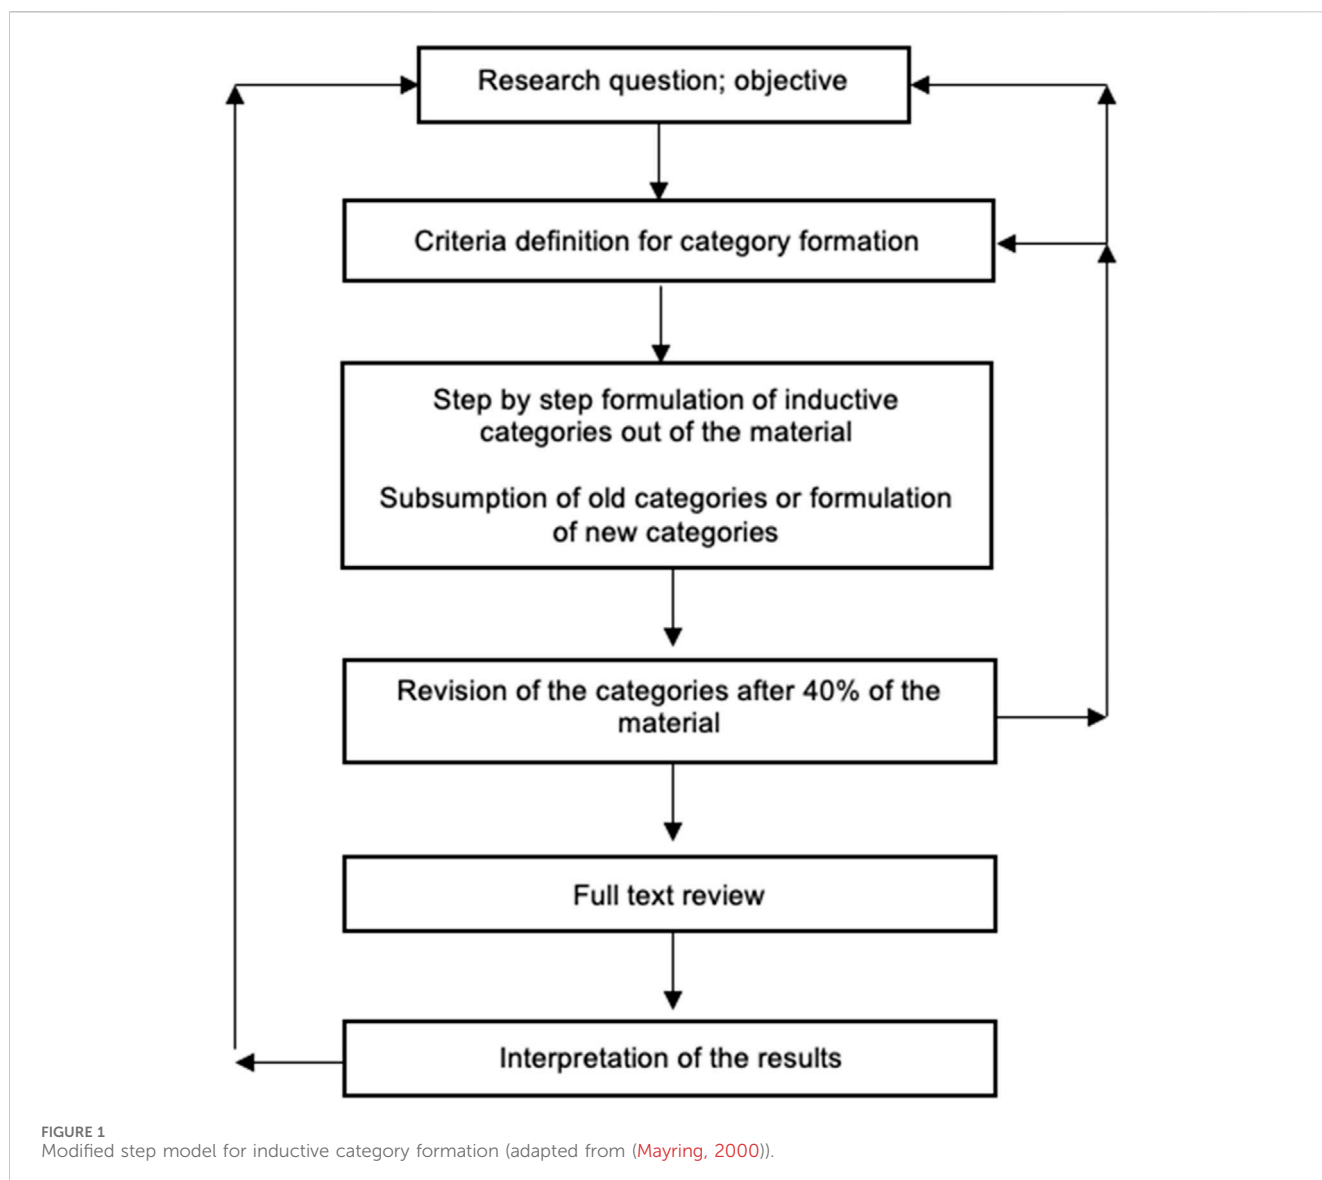 Research question; objective
Criteria definition for category formation
Step by step formulation of inductive
categories out of the material
Subsumption of old categories or formulation
of new categories
Revision of the categories after 40% of the
material
Full text review
Interpretation of the results
FIGURE 1
Modified step model for inductive category formation (adapted from (Mayring, 2000)).